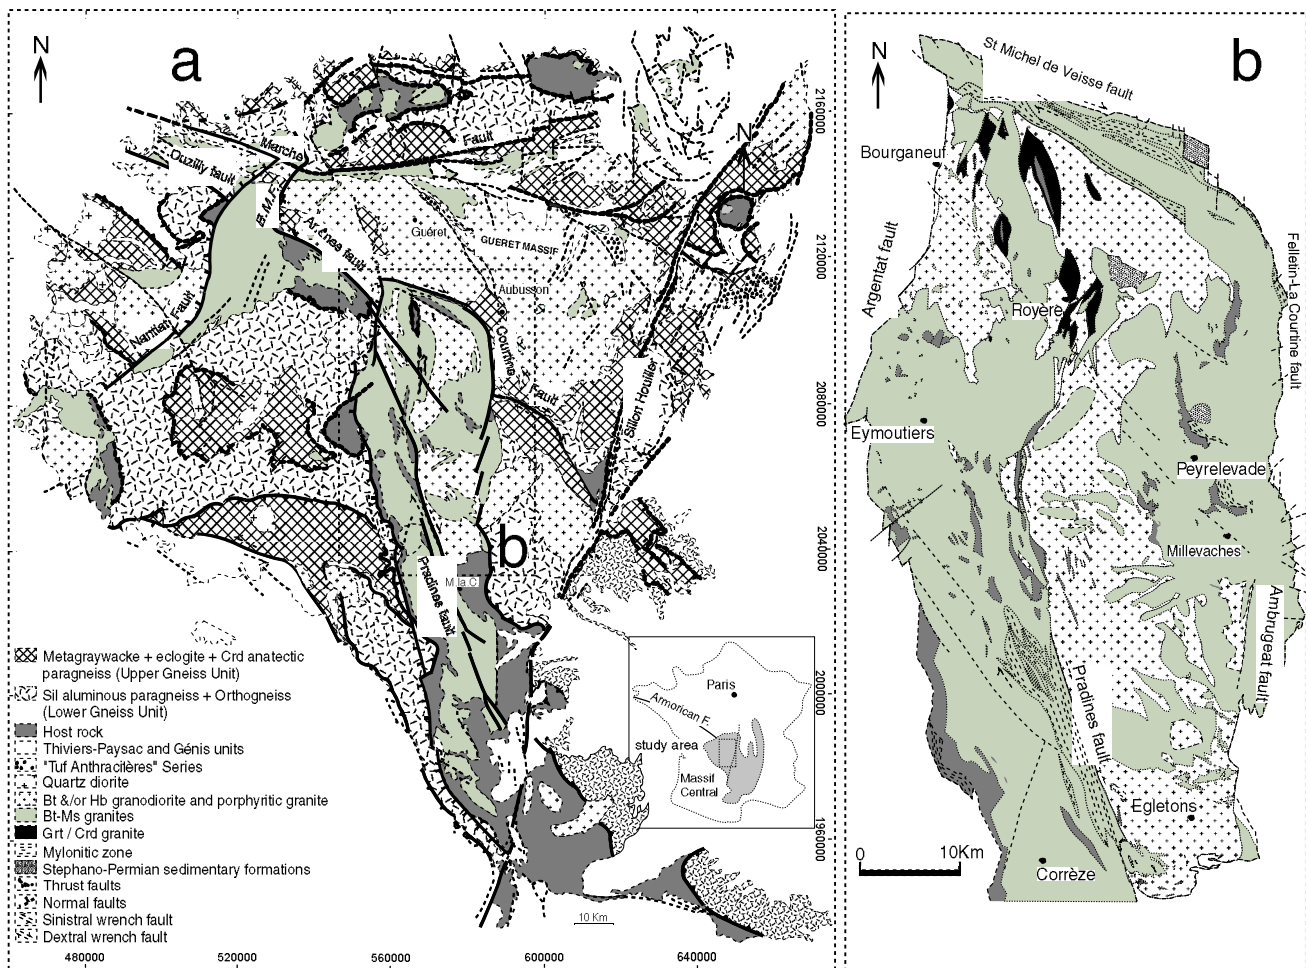 a
N
Marche
Fault
Ouzilly fault
B.M.L
Arrênes fault
Guéret
GUERET MASSIF
N
Aubusson
Nantiat Fault
Courtine
Fault
Sillon Houiller
b
Pradines fault
M.la.C.
2160000
2120000
2080000
2040000
2000000
1960000
Metagraywacke + eclogite + Crd anatectic
paragneiss (Upper Gneiss Unit)
Sil aluminous paragneiss + Orthogneiss
(Lower Gneiss Unit)
Host rock
Thiviers-Paysac and Génis units
"Tuf Anthracifères" Series
Quartz diorite
Bt &/or Hb granodiorite and porphyritic granite
Bt-Ms granites
Grt / Crd granite
Mylonitic zone
Stephano-Permian sedimentary formations
Thrust faults
Normal faults
Sinistral wrench fault
Dextral wrench fault
Paris
Armorican F.
study area
Massif
Central
10 Km
480000
520000
560000
600000
640000
b
N
St Michel de Veisse fault
Bourganeuf
Argentat fault
Felletin-La Courtine fault
Royere
Eymoutiers
Peyrelevade
Millevaches
Ambrugeat fault
Pradines fault
Egletons
0
10Km
Corrèze